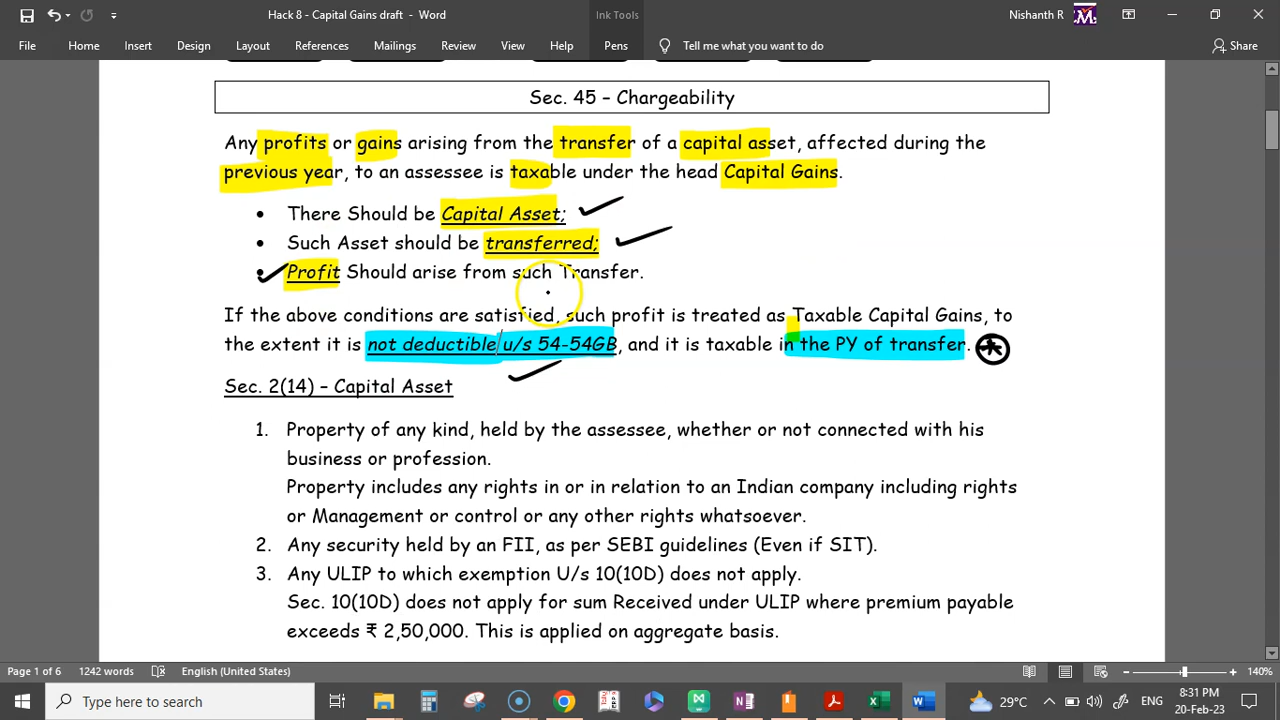 Hack 8 - Capital Gains draft - Word
Ink Tools
Nishanth R
File Home Insert Design Layout References Mailings Review View Help Pens Tell me what you want to do Share
Sec. 45 – Chargeability
Any profits or gains arising from the transfer of a capital asset, affected during the
previous year, to an assessee is taxable under the head Capital Gains.
• There Should be Capital Asset;
• Such Asset should be transferred;
• Profit Should arise from such Transfer.
If the above conditions are satisfied, such profit is treated as Taxable Capital Gains, to
the extent it is not deductible u/s 54-54GB, and it is taxable in the PY of transfer.
Sec. 2(14) – Capital Asset
1. Property of any kind, held by the assessee, whether or not connected with his
business or profession.
Property includes any rights in or in relation to an Indian company including rights
or Management or control or any other rights whatsoever.
2. Any security held by an FII, as per SEBI guidelines (Even if SIT).
3. Any ULIP to which exemption U/s 10(10D) does not apply.
Sec. 10(10D) does not apply for sum Received under ULIP where premium payable
exceeds ₹ 2,50,000. This is applied on aggregate basis.
Page 1 of 6 1242 words English (United States) 140%
Type here to search
29°C ENG
8:31 PM
20-Feb-23